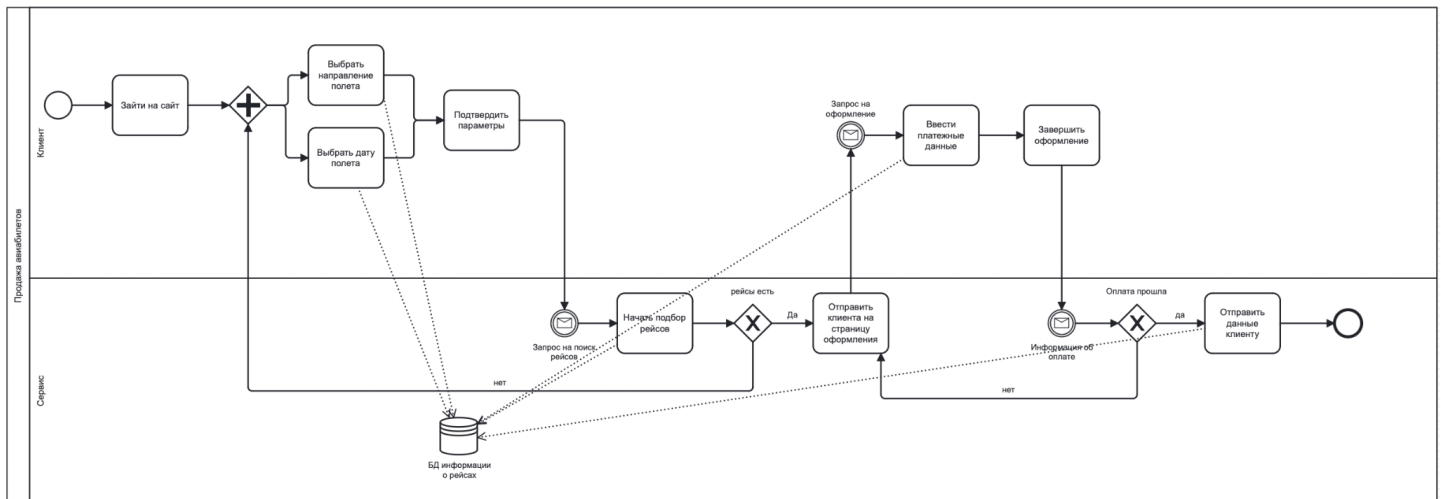 Продажа авиабилетов
Клиент
Зайти на сайт
Выбрать
направление
полета
Выбрать дату
полета
Подтвердить
параметры
Запрос на
оформление
Ввести
платежные
данные
Завершить
оформление
Сервис
Запрос на поиск
рейсов
Начать подбор
рейсов
рейсы есть
Да
нет
Отправить
клиента на
страницу
оформления
Информация об
оплате
Оплата прошла
да
нет
Отправить
данные
клиенту
БД информации
о рейсах